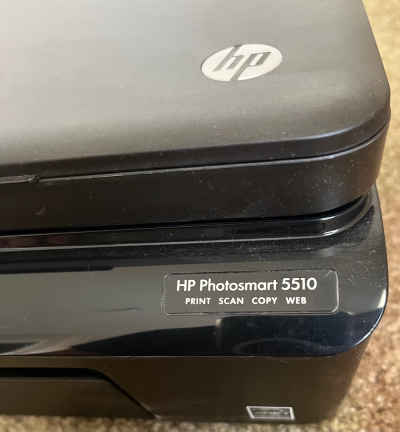 hp
HP Photosmart 5510
PRINT SCAN COPY WEB